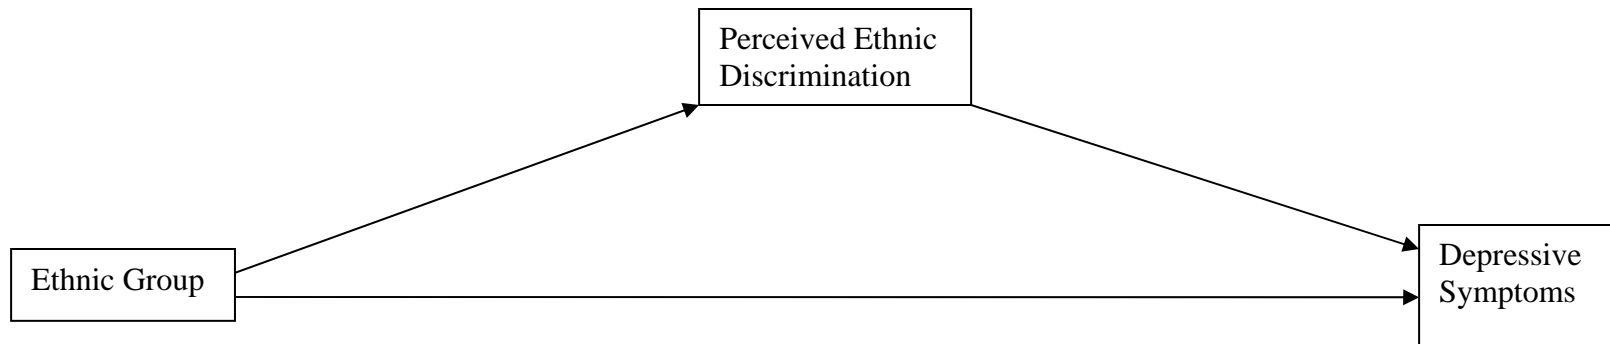 Perceived Ethnic
Discrimination
Ethnic Group
Depressive
Symptoms